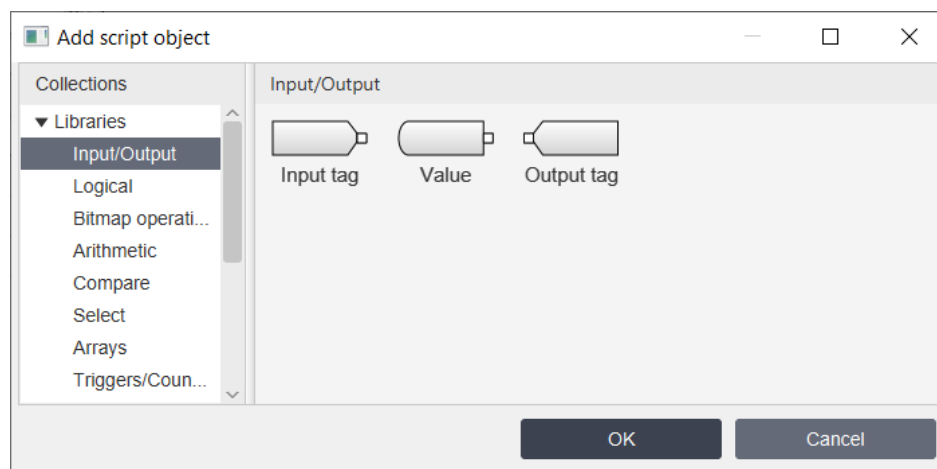 Add script object
Collections
Libraries
Input/Output
Logical
Bitmap operati...
Arithmetic
Compare
Select
Arrays
Triggers/Coun...
Input/Output
Input tag
Value
Output tag
OK
Cancel